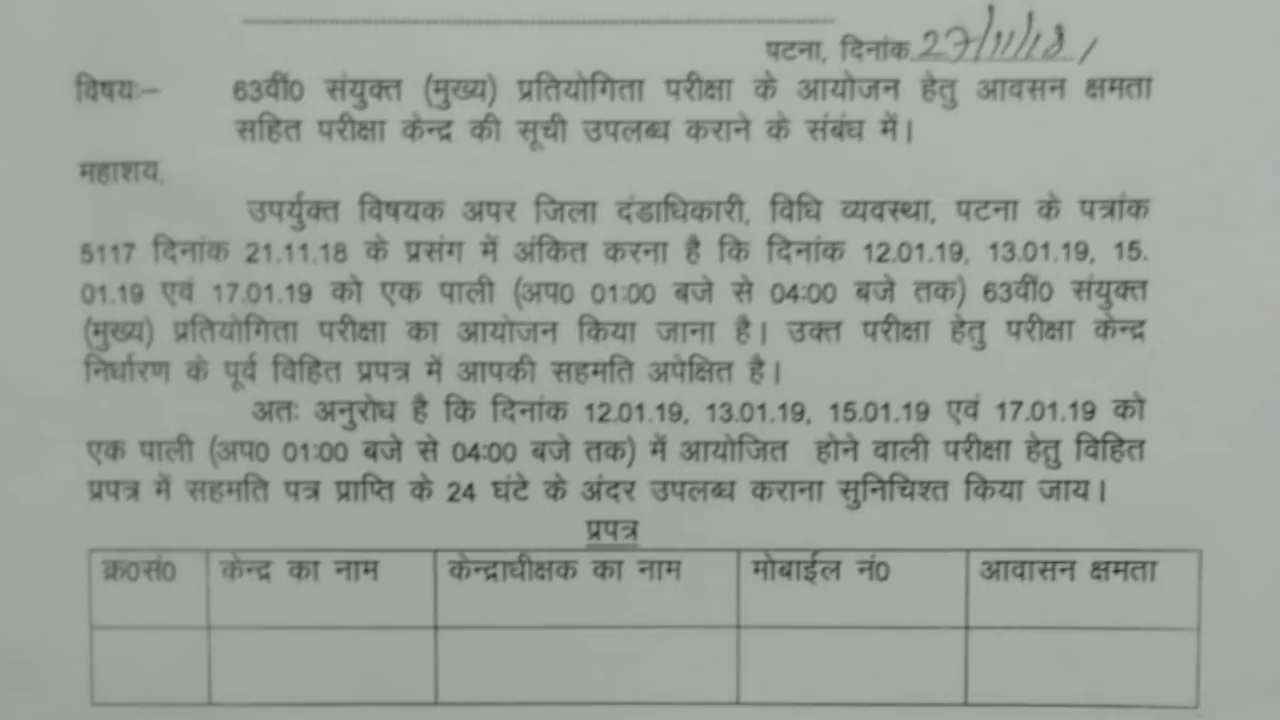 पटना, दिनांक 27/11/18
विषयः– 63वीं0 संयुक्त (मुख्य) प्रतियोगिता परीक्षा के आयोजन हेतु आवसन क्षमता
सहित परीक्षा केन्द्र की सूची उपलब्ध कराने के संबंध में।
महाशय,
उपर्युक्त विषयक अपर जिला दंडाधिकारी, विधि व्यवस्था, पटना के पत्रांक
5117 दिनांक 21.11.18 के प्रसंग में अंकित करना है कि दिनांक 12.01.19, 13.01.19, 15.
01.19 एवं 17.01.19 को एक पाली (अप0 01:00 बजे से 04:00 बजे तक) 63वीं0 संयुक्त
(मुख्य) प्रतियोगिता परीक्षा का आयोजन किया जाना है। उक्त परीक्षा हेतु परीक्षा केन्द्र
निर्धारण के पूर्व विहित प्रपत्र में आपकी सहमति अपेक्षित है।
अतः अनुरोध है कि दिनांक 12.01.19, 13.01.19, 15.01.19 एवं 17.01.19 को
एक पाली (अप0 01:00 बजे से 04:00 बजे तक) में आयोजित होने वाली परीक्षा हेतु विहित
प्रपत्र में सहमति पत्र प्राप्ति के 24 घंटे के अंदर उपलब्ध कराना सुनिचिश्त किया जाय।
प्रपत्र
क्र0सं0 केन्द्र का नाम केन्द्राधीक्षक का नाम मोबाईल नं0 आवासन क्षमता